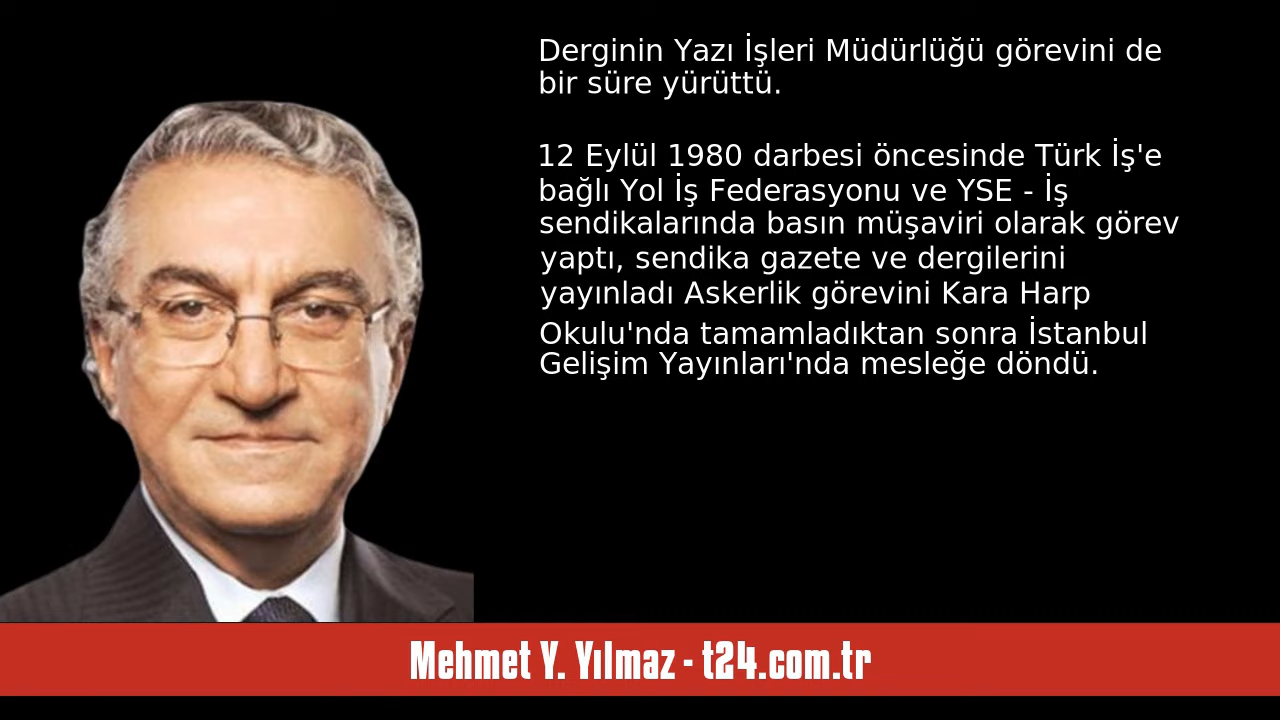 Derginin Yazı İşleri Müdürlüğü görevini de
bir süre yürüttü.
12 Eylül 1980 darbesi öncesinde Türk İş'e
bağlı Yol İş Federasyonu ve YSE - İş
sendikalarında basın müşaviri olarak görev
yaptı, sendika gazete ve dergilerini
yayınladı Askerlik görevini Kara Harp
Okulu'nda tamamladıktan sonra İstanbul
Gelişim Yayınları'nda mesleğe döndü.
Mehmet Y. Yılmaz - t24.com.tr